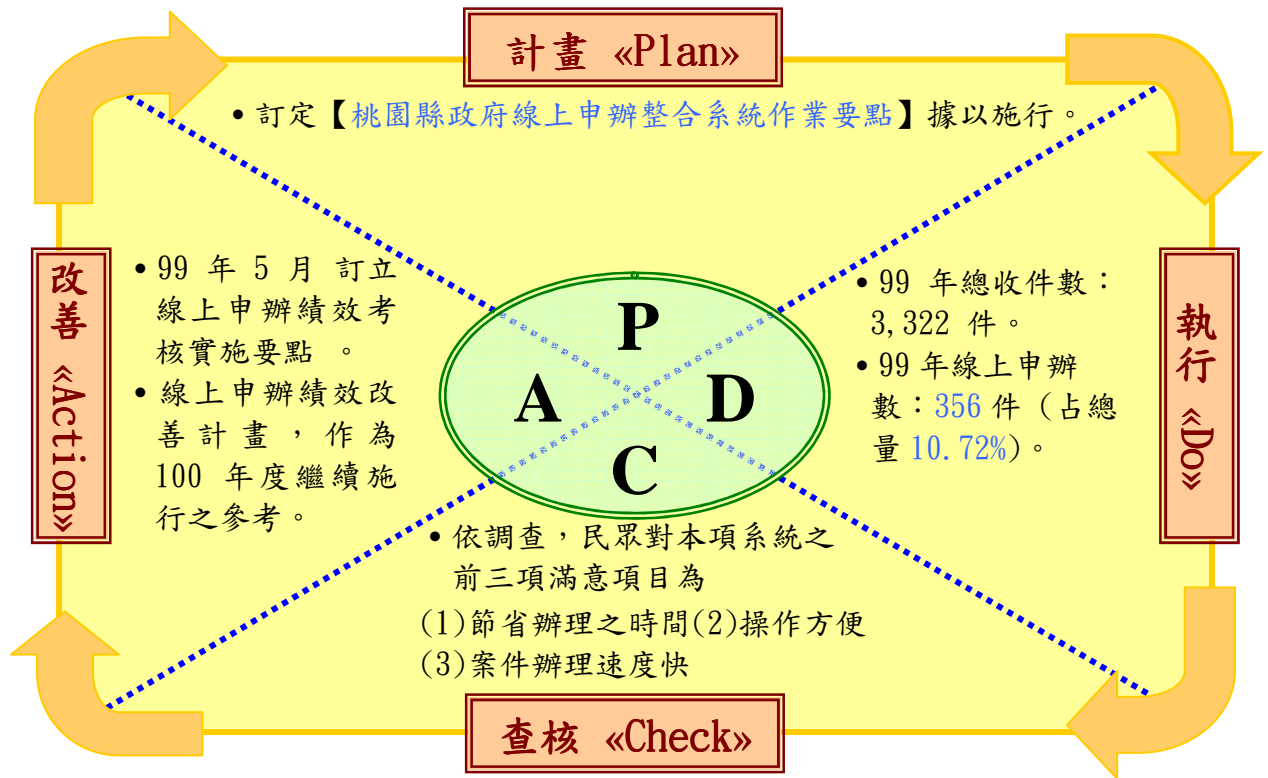 計畫 «Plan»
• 訂定【桃園縣政府線上申辦整合系統作業要點】據以施行。
改善 «Action»
• 99 年 5 月 訂立
線上申辦績效考
核實施要點 。
• 線上申辦績效改
善計畫，作為
100 年度繼續施
行之參考。
P
A
D
C
• 99 年總收件數：
3,322 件。
• 99 年線上申辦
數：356 件 (占總
量 10.72%)。
執行 «Do»
• 依調查，民眾對本項系統之
前三項滿意項目為
(1)節省辦理之時間(2)操作方便
(3)案件辦理速度快
查核 «Check»